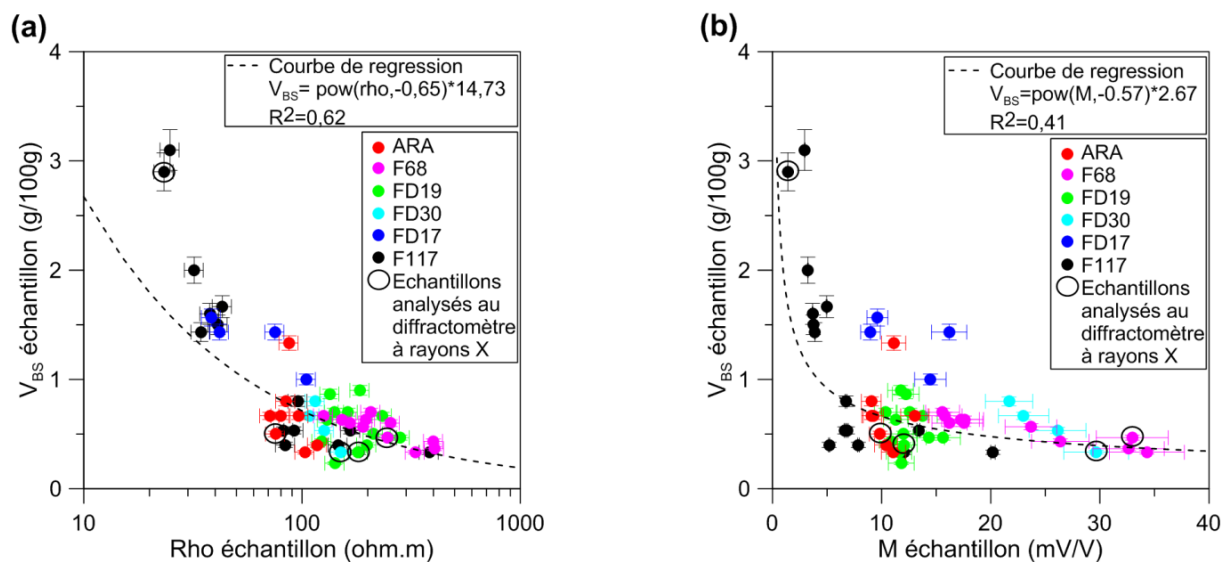 (a)
4
3
2
1
0
V_BS échantillon (g/100g)
10
100
1000
Rho échantillon (ohm.m)
Courbe de regression
V_BS= pow(rho,-0,65)*14,73
R²=0,62
ARA
F68
FD19
FD30
FD17
F117
Echantillons
analysés au
diffractomètre
à rayons X
(b)
4
3
2
1
0
V_BS échantillon (g/100g)
0
10
20
30
40
M échantillon (mV/V)
Courbe de regression
V_BS=pow(M,-0.57)*2.67
R²=0,41
ARA
F68
FD19
FD30
FD17
F117
Echantillons
analysés au
diffractomètre
à rayons X